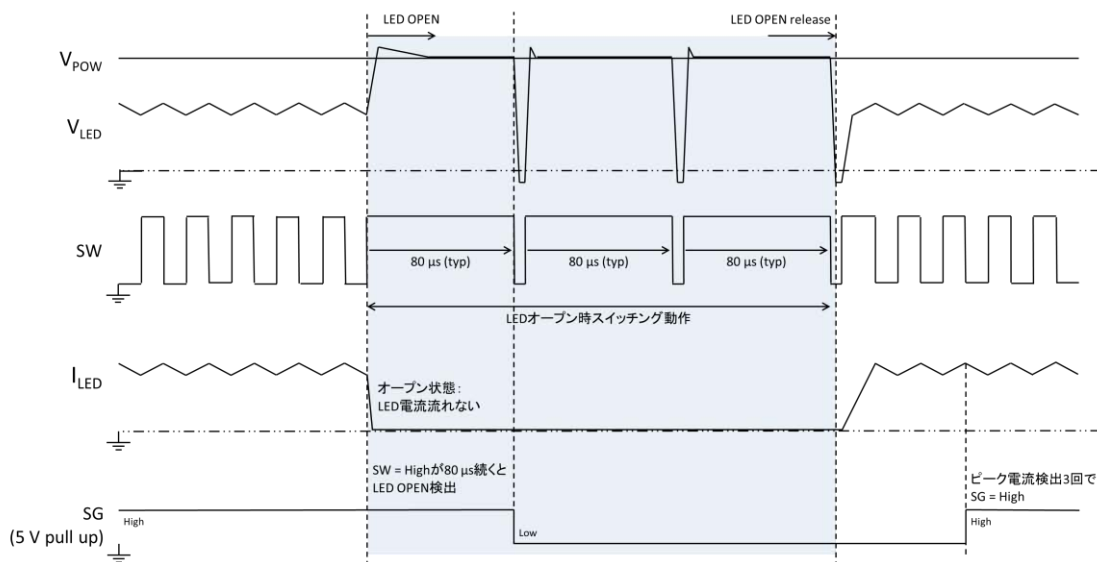 LED OPEN
LED OPEN release
VPOW
VLED
SW
80 µs (typ)
80 µs (typ)
80 µs (typ)
LEDオープン時スイッチング動作
ILED
オープン状態:
LED電流流れない
SW = Highが80 µs続くと
LED OPEN検出
ピーク電流検出3回で
SG = High
SG
(5 V pull up)
High
Low
High